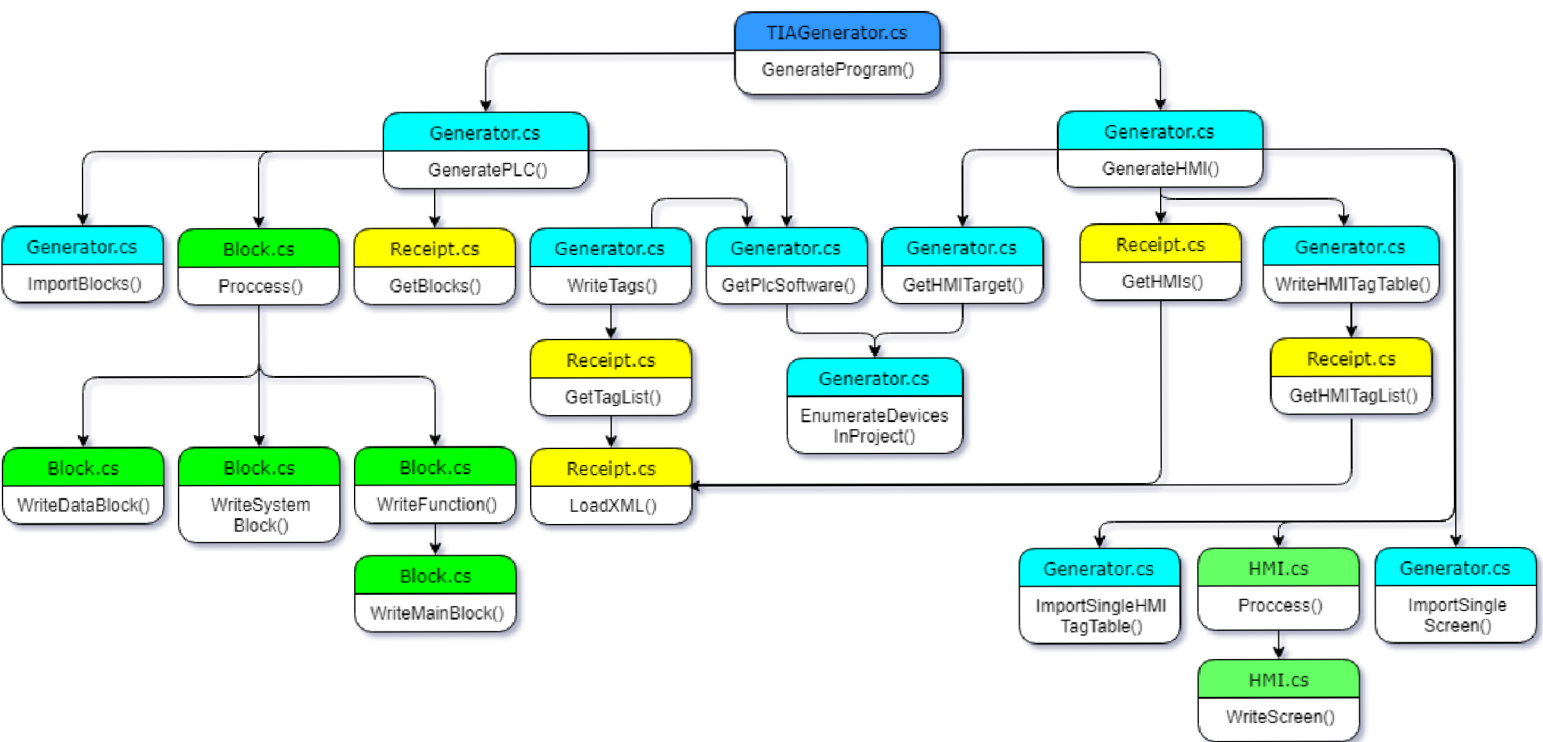 TIAGenerator.cs
GenerateProgram()
Generator.cs
GeneratePLC()
Generator.cs
GenerateHMI()
Generator.cs
ImportBlocks()
Block.cs
Proccess()
Receipt.cs
GetBlocks()
Generator.cs
WriteTags()
Generator.cs
GetPlcSoftware()
Generator.cs
GetHMITarget()
Receipt.cs
GetHMIs()
Generator.cs
WriteHMITagTable()
Receipt.cs
GetTagList()
Generator.cs
EnumerateDevices
InProject()
Receipt.cs
GetHMITagList()
Block.cs
WriteDataBlock()
Block.cs
WriteSystem
Block()
Block.cs
WriteFunction()
Receipt.cs
LoadXML()
Block.cs
WriteMainBlock()
Generator.cs
ImportSingleHMI
TagTable()
HMI.cs
Proccess()
Generator.cs
ImportSingle
Screen()
HMI.cs
WriteScreen()